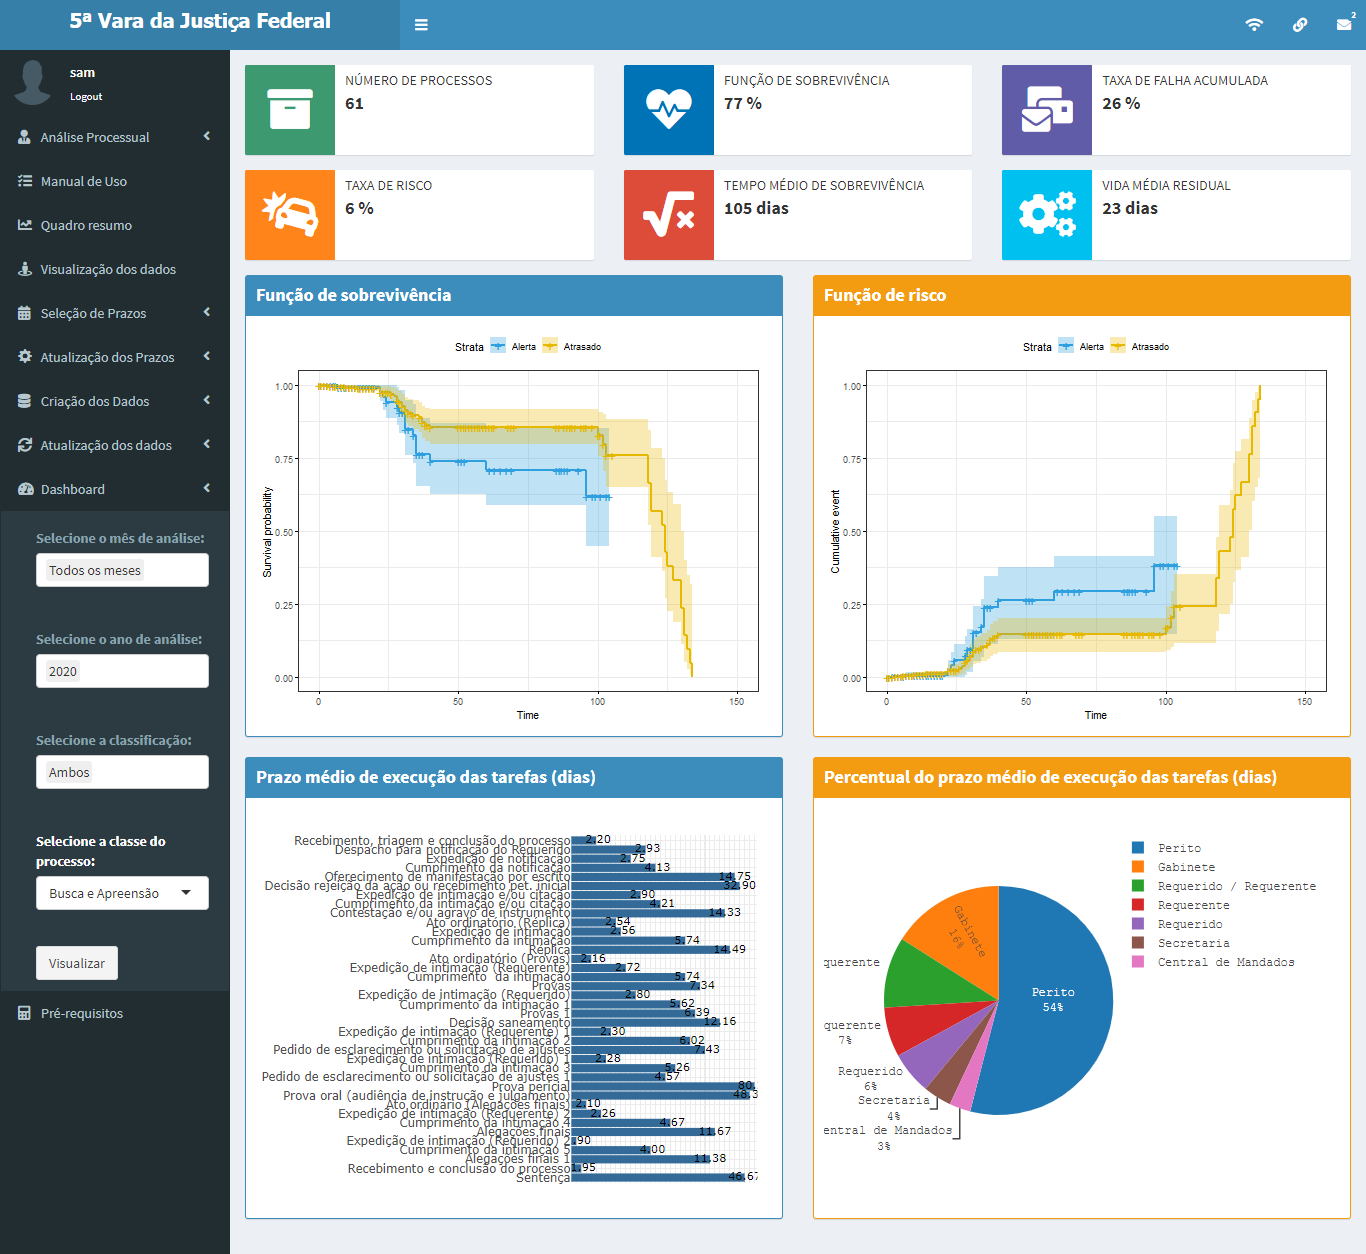 5ª Vara da Justiça Federal
2
sam
Logout
Análise Processual
Manual de Uso
Quadro resumo
Visualização dos dados
Seleção de Prazos
Atualização dos Prazos
Criação dos Dados
Atualização dos dados
Dashboard
Selecione o mês de análise:
Todos os meses
Selecione o ano de análise:
2020
Selecione a classificação:
Ambos
Selecione a classe do
processo:
Busca e Apreensão
Visualizar
Pré-requisitos
NÚMERO DE PROCESSOS
61
FUNÇÃO DE SOBREVIVÊNCIA
77 %
TAXA DE FALHA ACUMULADA
26 %
TAXA DE RISCO
6 %
TEMPO MÉDIO DE SOBREVIVÊNCIA
105 dias
VIDA MÉDIA RESIDUAL
23 dias
Função de sobrevivência
Strata Alerta Atrasado
Survival probability
1.00
0.75
0.50
0.25
0.00
0 50 100 150
Time
Função de risco
Strata Alerta Atrasado
Cumulative event
1.00
0.75
0.50
0.25
0.00
0 50 100 150
Time
Prazo médio de execução das tarefas (dias)
Recebimento, triagem e conclusão do processo 2.20
Despacho para notificação do Requerido 2.93
Expedição de notificação 2.75
Cumprimento da notificação 4.13
Oferecimento de manifestação por escrito 14.75
Decisão rejeição da ação ou recebimento pet. inicial 32.90
Expedição de intimação e/ou citação 2.90
Cumprimento da intimação e/ou citação 4.21
Contestação e/ou agravo de instrumento 14.33
Ato ordinatório (Réplica) 2.54
Expedição de intimação 2.56
Cumprimento da intimação 5.74
Réplica 14.49
Ato ordinatório (Provas) 2.16
Expedição de intimação (Requerente) 2.72
Cumprimento da intimação 5.74
Provas 7.34
Expedição de intimação (Requerido) 2.80
Cumprimento da intimação 1 5.62
Provas 1 6.39
Decisão saneamento 12.16
Expedição de intimação (Requerente) 1 2.30
Cumprimento da intimação 2 6.02
Pedido de esclarecimento ou solicitação de ajustes 7.43
Expedição de intimação (Requerido) 1 2.28
Cumprimento da intimação 3 5.26
Pedido de esclarecimento ou solicitação de ajustes 1 4.57
Prova pericial 80.
Prova oral (audiência de instrução e julgamento) 48.3
Ato ordinário (Alegações finais) 2.10
Expedição de intimação (Requerente) 2 2.26
Cumprimento da intimação 4 4.67
Alegações finais 11.67
Expedição de intimação (Requerido) 2 .90
Cumprimento da intimação 5 4.00
Alegações finais 1 11.38
Recebimento e conclusão do processo 1.95
Sentença 46.67
Percentual do prazo médio de execução das tarefas (dias)
Perito
Gabinete
Requerido / Requerente
Requerente
Requerido
Secretaria
Central de Mandados
Gabinete
16%
Perito
54%
querente
querente
7%
Requerido
6%
Secretaria
4%
entral de Mandados
3%